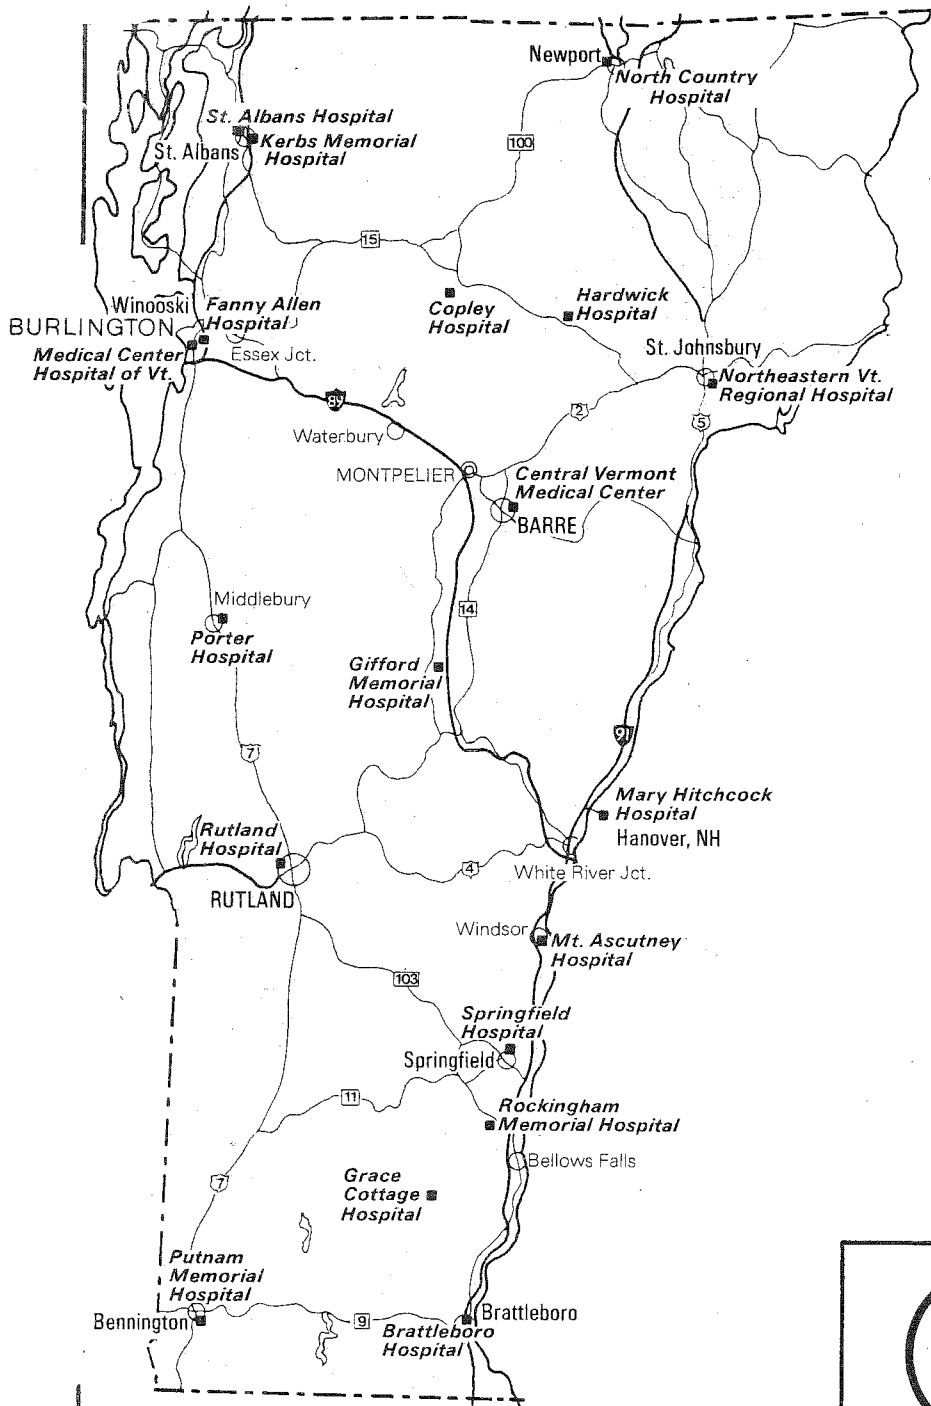 Newport
North Country
Hospital
St. Albans Hospital
St. Albans
Kerbs Memorial
Hospital
100
15
Winooski
Fanny Allen
Hospital
BURLINGTON
Medical Center
Hospital of Vt.
Essex Jct.
Copley
Hospital
Hardwick
Hospital
St. Johnsbury
Northeastern Vt.
Regional Hospital
89
2
5
Waterbury
MONTPELIER
Central Vermont
Medical Center
BARRE
14
Middlebury
Porter
Hospital
Gifford
Memorial
Hospital
7
91
Mary Hitchcock
Hospital
Hanover, NH
Rutland
Hospital
4
White River Jct.
RUTLAND
Windsor
Mt. Ascutney
Hospital
103
Springfield
Hospital
Springfield
11
Rockingham
Memorial Hospital
Bellows Falls
7
Grace
Cottage
Hospital
Putnam
Memorial
Hospital
Bennington
9
Brattleboro
Brattleboro
Hospital